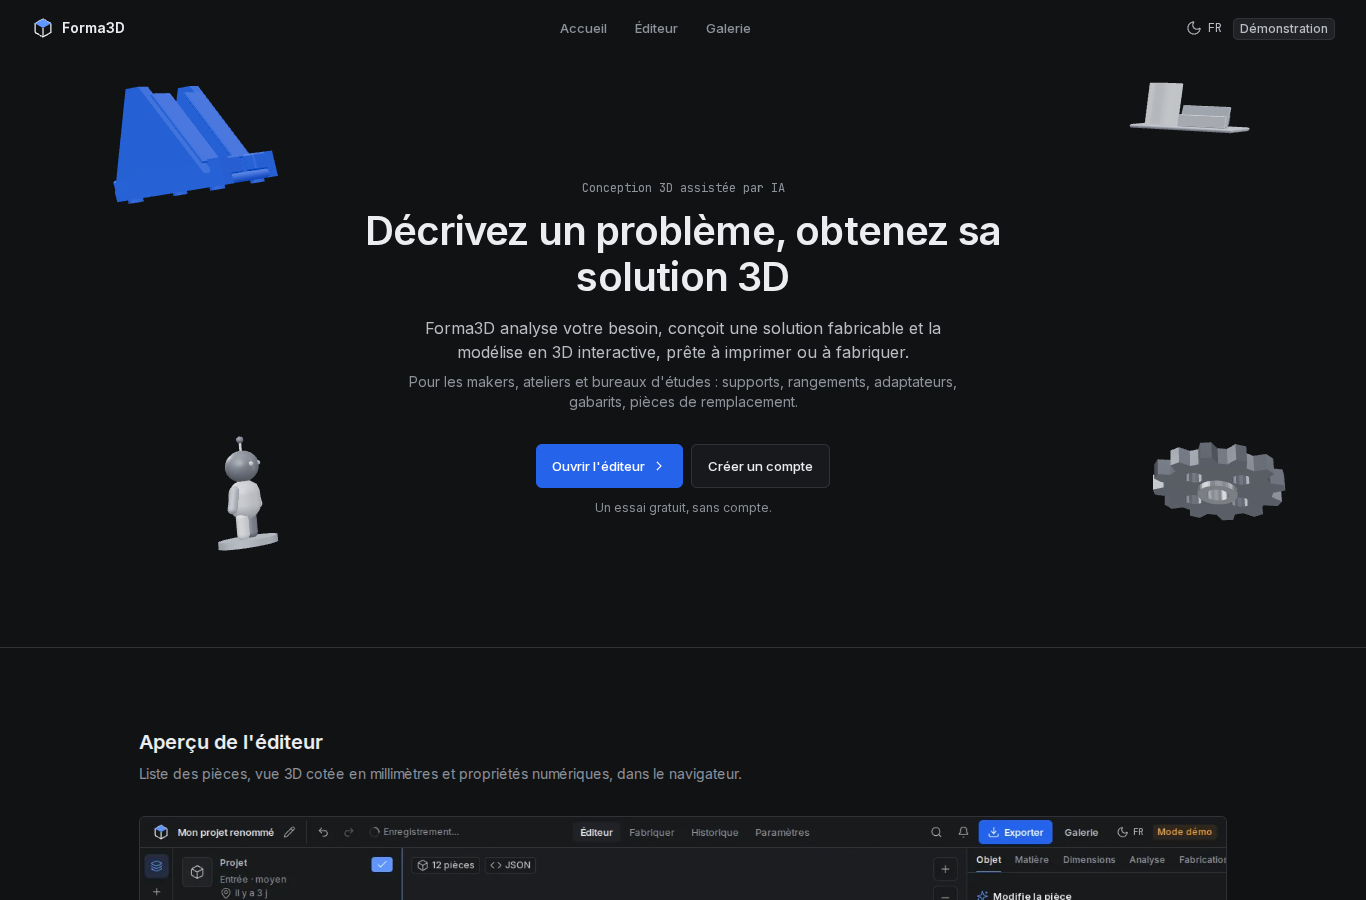 Forma3D
Accueil Éditeur Galerie
FR Démonstration
Conception 3D assistée par IA
Décrivez un problème, obtenez sa
solution 3D
Forma3D analyse votre besoin, conçoit une solution fabricable et la
modélise en 3D interactive, prête à imprimer ou à fabriquer.
Pour les makers, ateliers et bureaux d'études : supports, rangements, adaptateurs,
gabarits, pièces de remplacement.
Ouvrir l'éditeur Créer un compte
Un essai gratuit, sans compte.
Aperçu de l'éditeur
Liste des pièces, vue 3D cotée en millimètres et propriétés numériques, dans le navigateur.
Mon projet renommé Enregistrement... Éditeur Fabriquer Historique Paramètres Exporter Galerie FR Mode démo
Projet
Entrée · moyen
il y a 3 j
12 pièces JSON
Objet Matière Dimensions Analyse Fabrication
Modifie la pièce